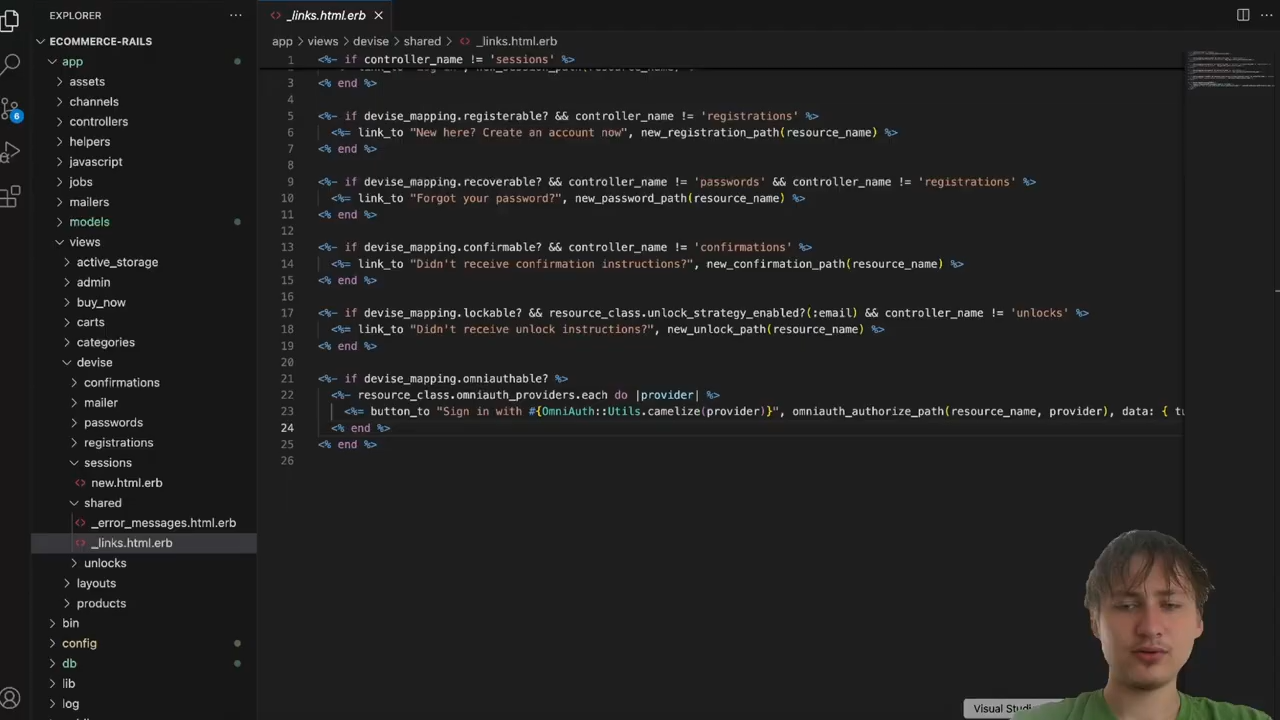 EXPLORER
_links.html.erb
ECOMMERCE-RAILS
app > views > devise > shared > _links.html.erb
app
assets
channels
controllers
helpers
javascript
jobs
mailers
models
views
active_storage
admin
buy_now
carts
categories
devise
confirmations
mailer
passwords
registrations
sessions
new.html.erb
shared
_error_messages.html.erb
_links.html.erb
unlocks
layouts
products
bin
config
db
lib
log
6
1 <%- if controller_name != 'sessions' %>
3 <% end %>
4
5 <%- if devise_mapping.registerable? && controller_name != 'registrations' %>
6 <%= link_to "New here? Create an account now", new_registration_path(resource_name) %>
7 <% end %>
8
9 <%- if devise_mapping.recoverable? && controller_name != 'passwords' && controller_name != 'registrations' %>
10 <%= link_to "Forgot your password?", new_password_path(resource_name) %>
11 <% end %>
12
13 <%- if devise_mapping.confirmable? && controller_name != 'confirmations' %>
14 <%= link_to "Didn't receive confirmation instructions?", new_confirmation_path(resource_name) %>
15 <% end %>
16
17 <%- if devise_mapping.lockable? && resource_class.unlock_strategy_enabled?(:email) && controller_name != 'unlocks' %>
18 <%= link_to "Didn't receive unlock instructions?", new_unlock_path(resource_name) %>
19 <% end %>
20
21 <%- if devise_mapping.omniauthable? %>
22 <%- resource_class.omniauth_providers.each do |provider| %>
23 <%= button_to "Sign in with #{OmniAuth::Utils.camelize(provider)}", omniauth_authorize_path(resource_name, provider), data: { tu
24 <% end %>
25 <% end %>
26
Visual Studi